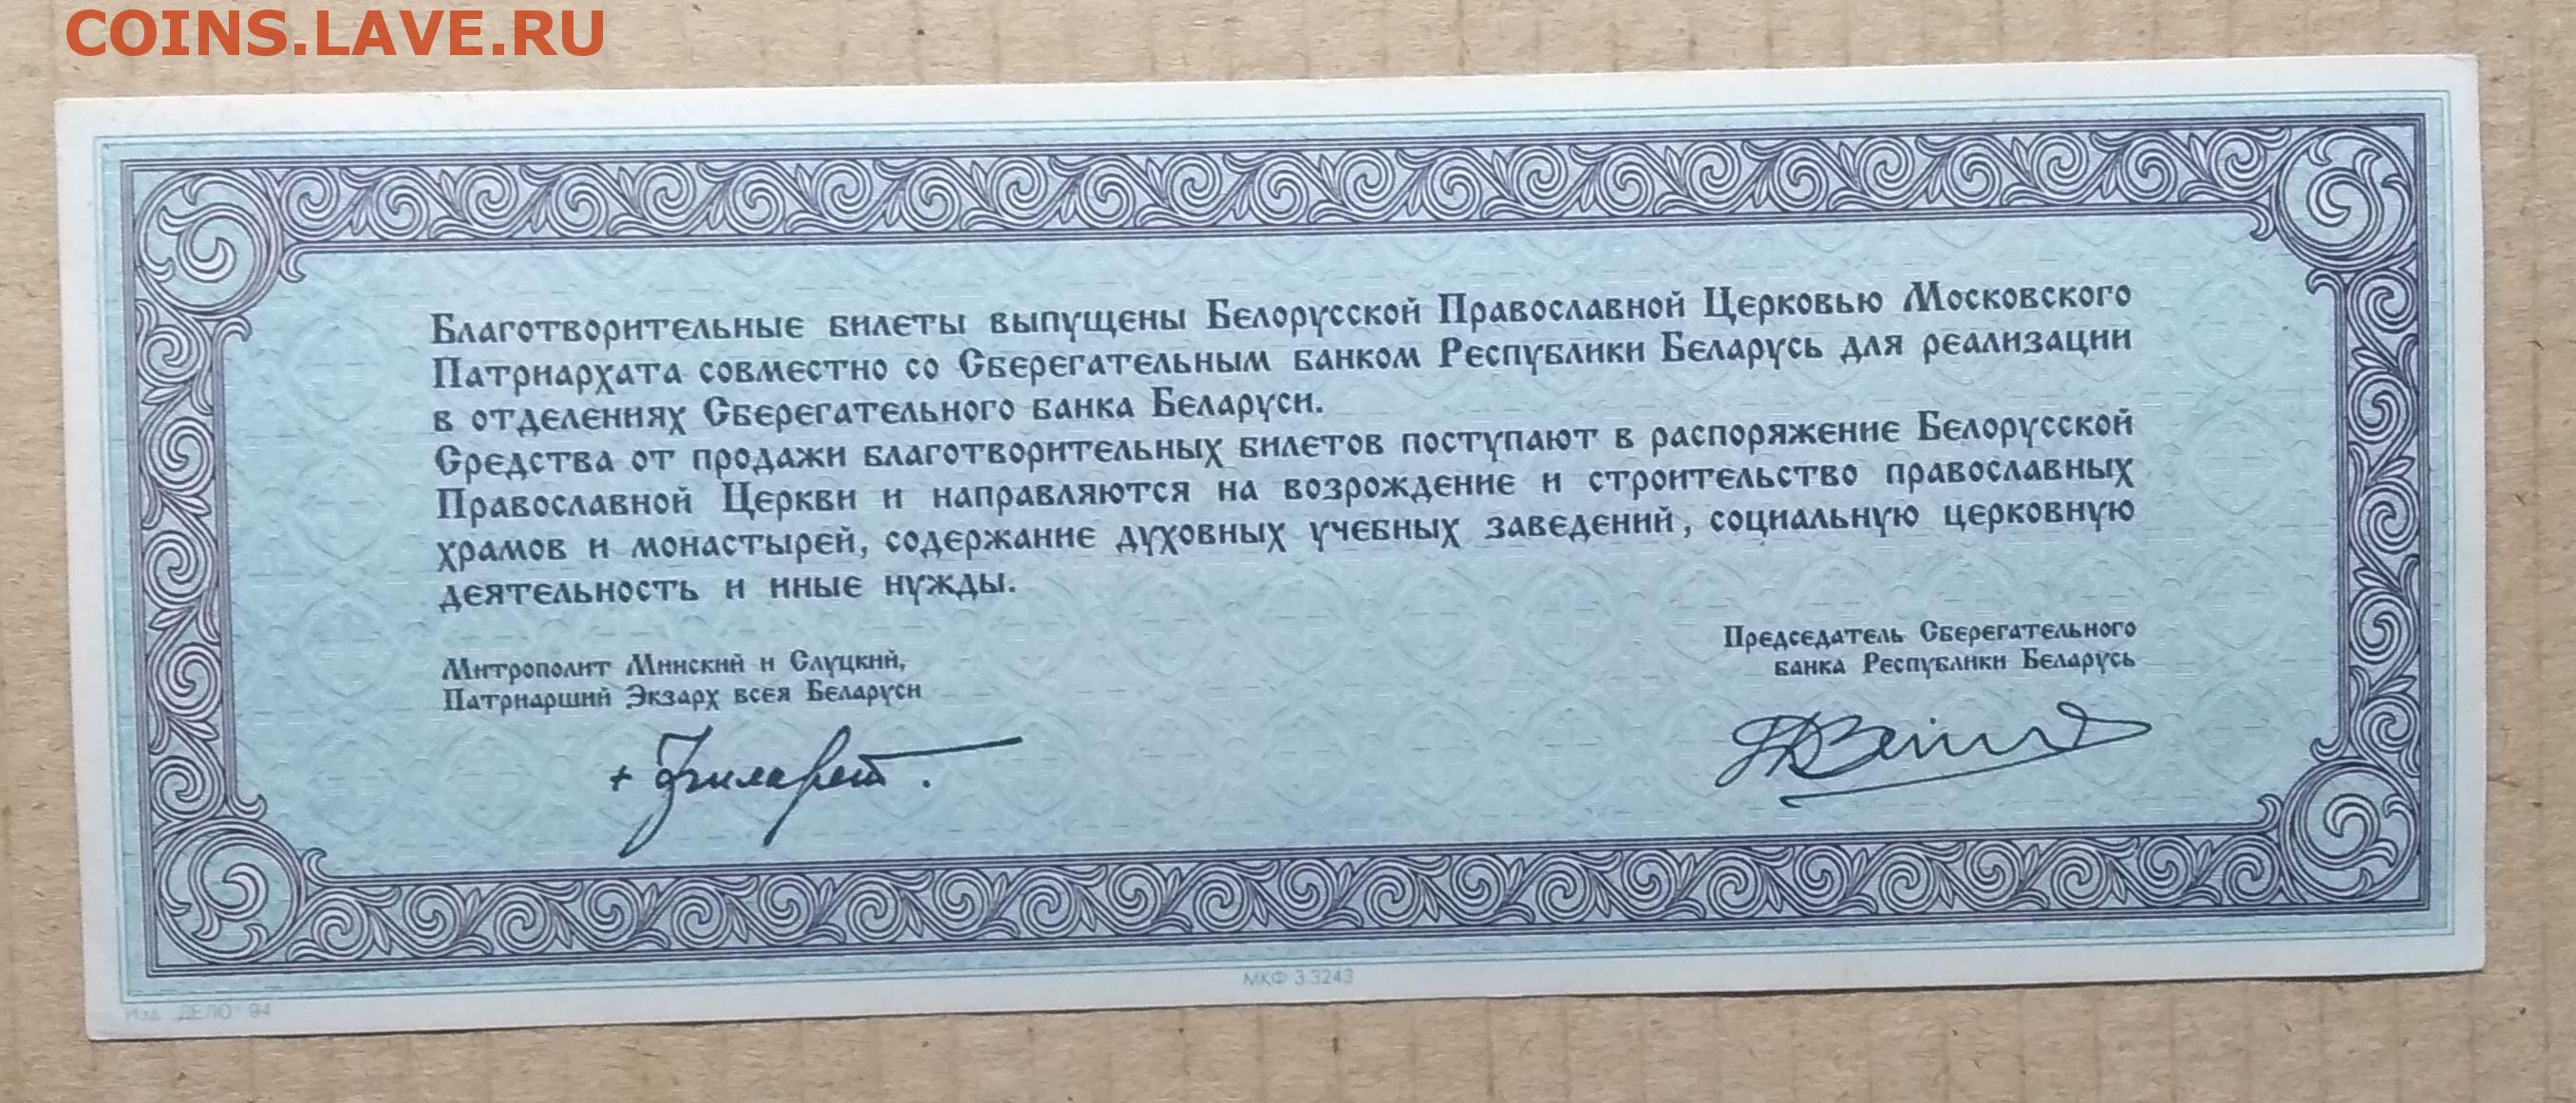 COINS.LAVE.RU
Благотворительные билеты выпущены Белорусской Православной Церковью Московского
Патриархата совместно со Сберегательным банком Республики Беларусь для реализации
в отделениях Сберегательного банка Беларуси.
Средства от продажи благотворительных билетов поступают в распоряжение Белорусской
Православной Церкви и направляются на возрождение и строительство православных
храмов и монастырей, содержание духовных учебных заведений, социальную церковную
деятельность и иные нужды.
Митрополит Минский и Слуцкий,
Патриарший Экзарх всея Беларуси
Председатель Сберегательного
банка Республики Беларусь
+ Филарет.
МКФ З.3243
Изд. "ДЕЛО" 94